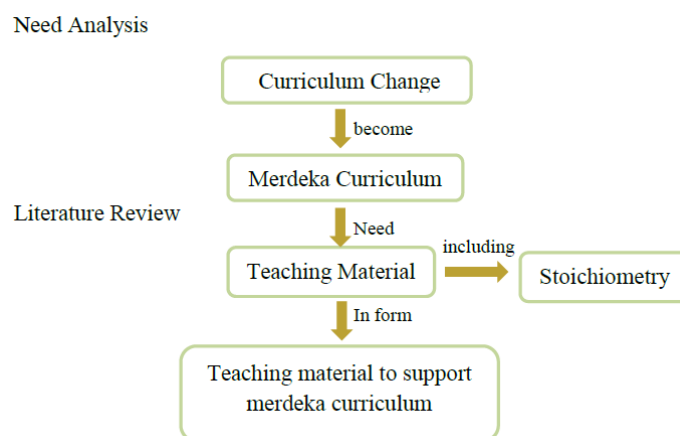 Need Analysis
Curriculum Change
become
Merdeka Curriculum
Literature Review
Need
including
Teaching Material
Stoichiometry
In form
Teaching material to support
merdeka curriculum